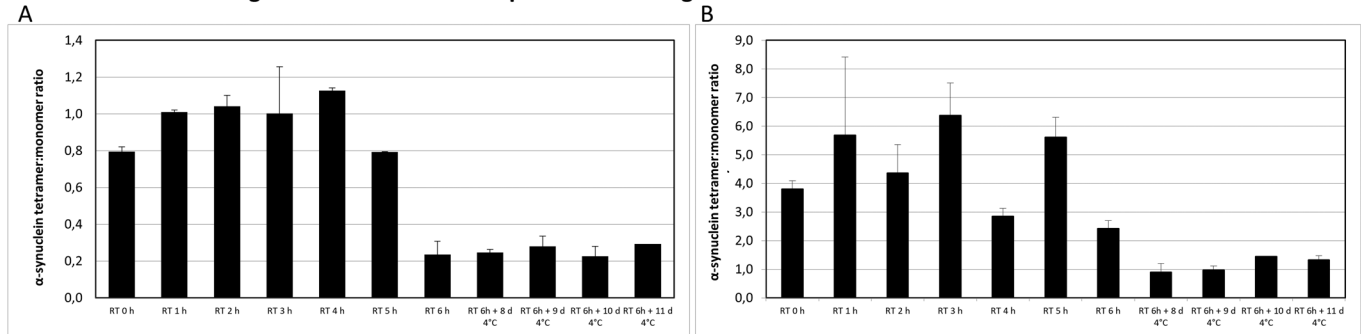 A
B
α-synuclein tetramer:monomer ratio
1,4
1,2
1,0
0,8
0,6
0,4
0,2
0,0
RT 0 h RT 1 h RT 2 h RT 3 h RT 4 h RT 5 h RT 6 h RT 6h + 8 d RT 6h + 9 d RT 6h + 10 d RT 6h + 11 d
4°C 4°C 4°C 4°C
α-synuclein tetramer:monomer ratio
9,0
8,0
7,0
6,0
5,0
4,0
3,0
2,0
1,0
0,0
RT 0 h RT 1 h RT 2 h RT 3 h RT 4 h RT 5 h RT 6 h RT 6h + 8 d RT 6h + 9 d RT 6h + 10 d RT 6h + 11 d
4°C 4°C 4°C 4°C